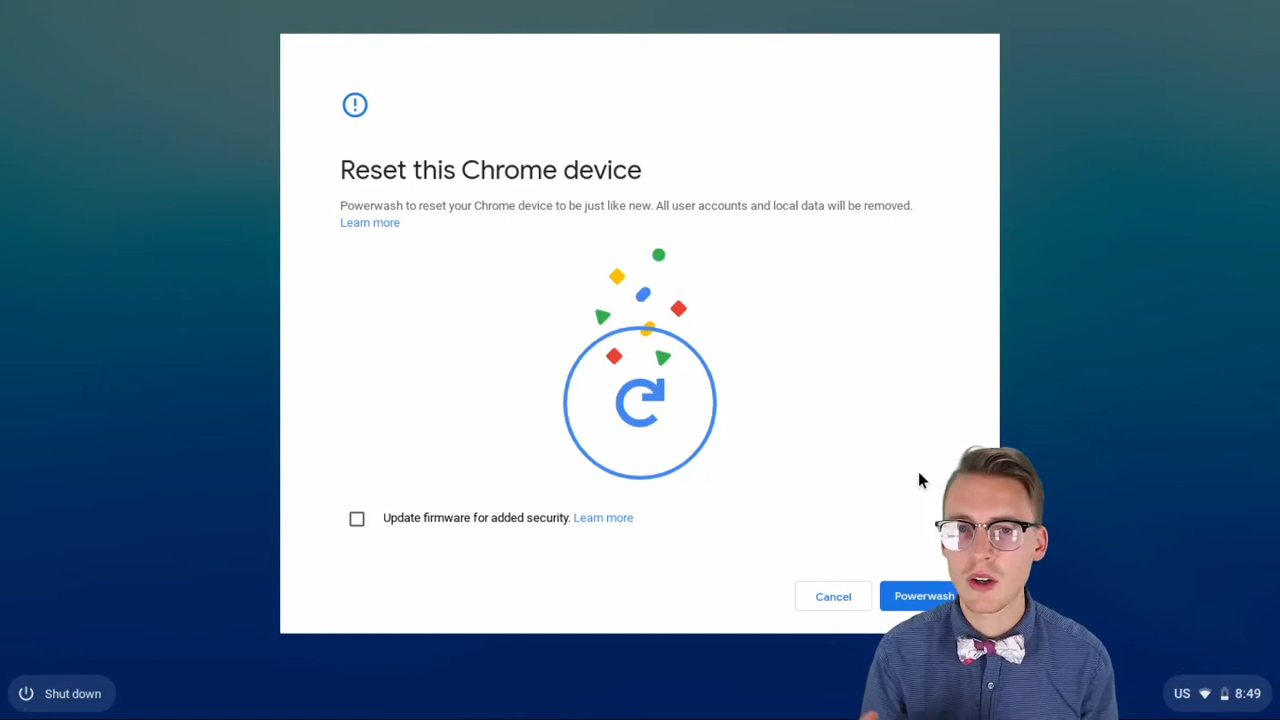 Reset this Chrome device
Powerwash to reset your Chrome device to be just like new. All user accounts and local data will be removed.
Learn more
Update firmware for added security. Learn more
Cancel
Powerwash
Shut down
US
8:49